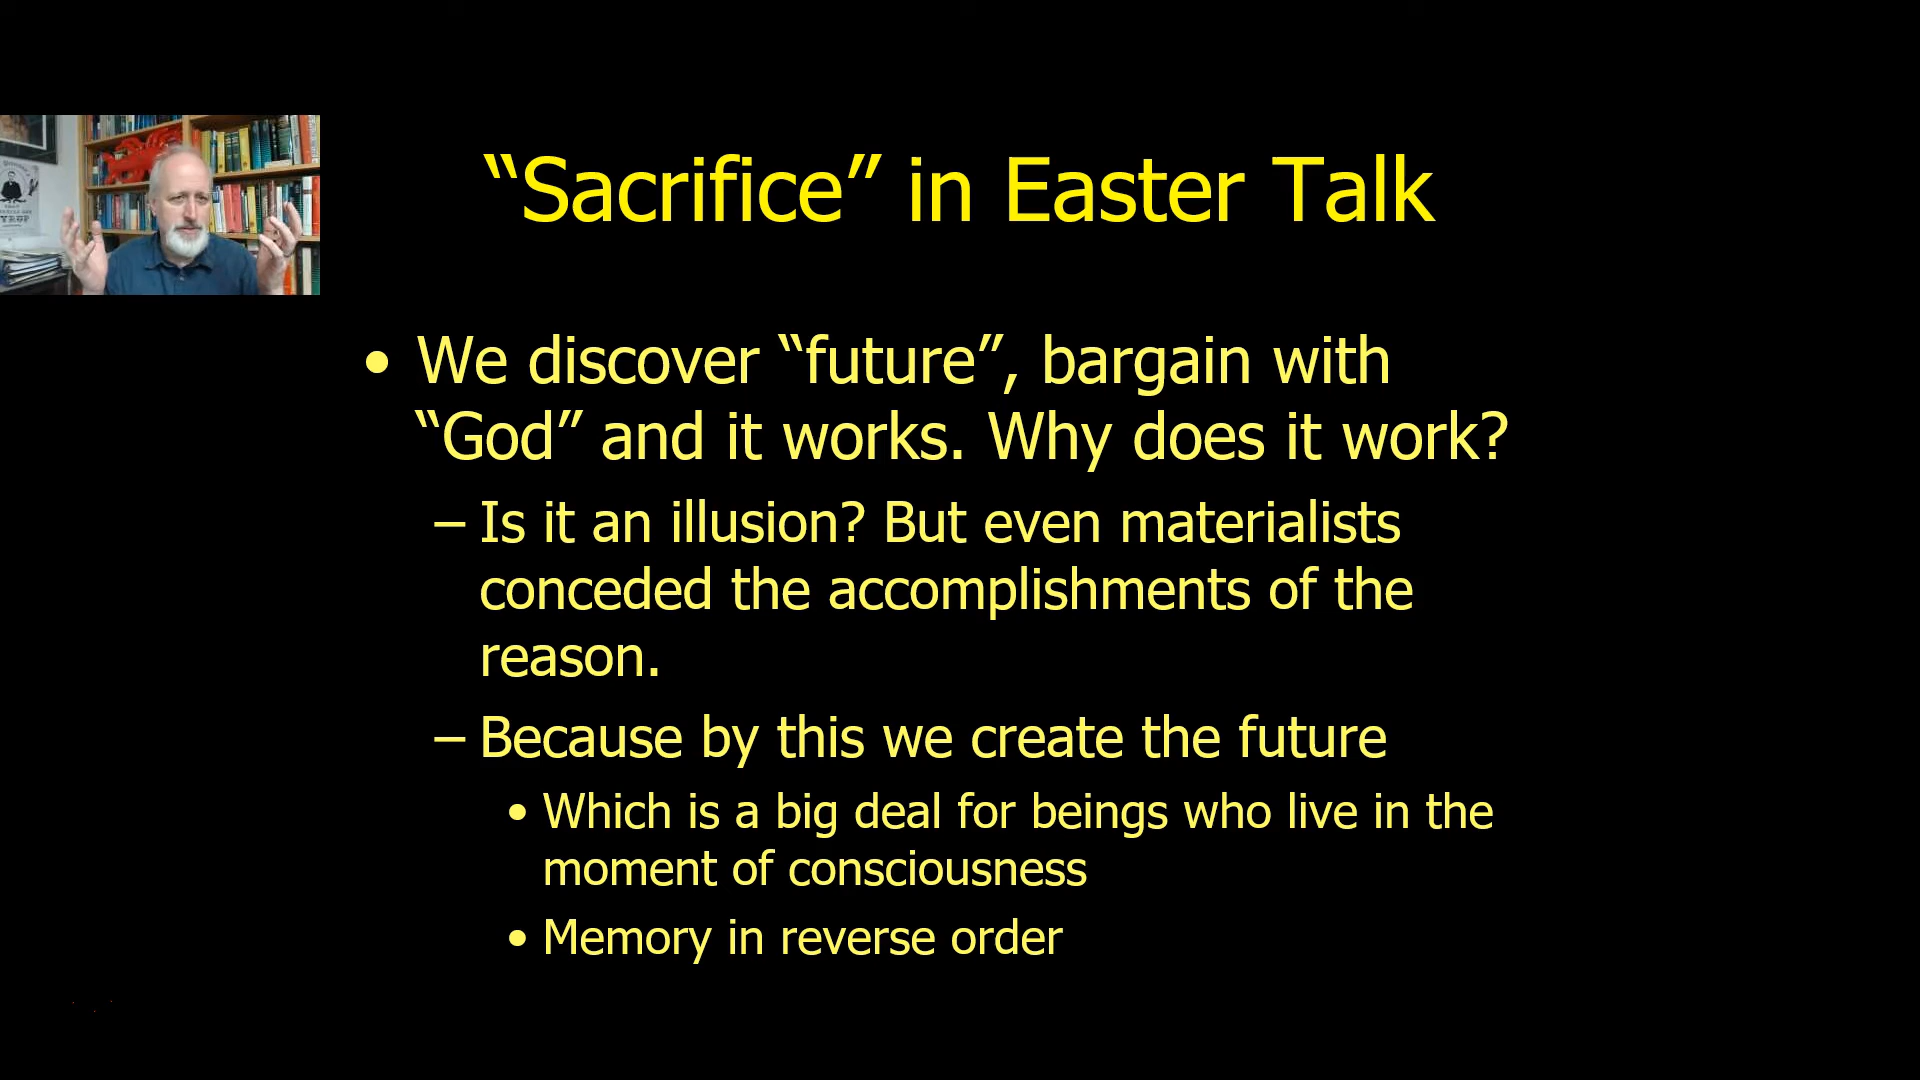 “Sacrifice” in Easter Talk
• We discover “future”, bargain with
“God” and it works. Why does it work?
– Is it an illusion? But even materialists
conceded the accomplishments of the
reason.
– Because by this we create the future
• Which is a big deal for beings who live in the
moment of consciousness
• Memory in reverse order